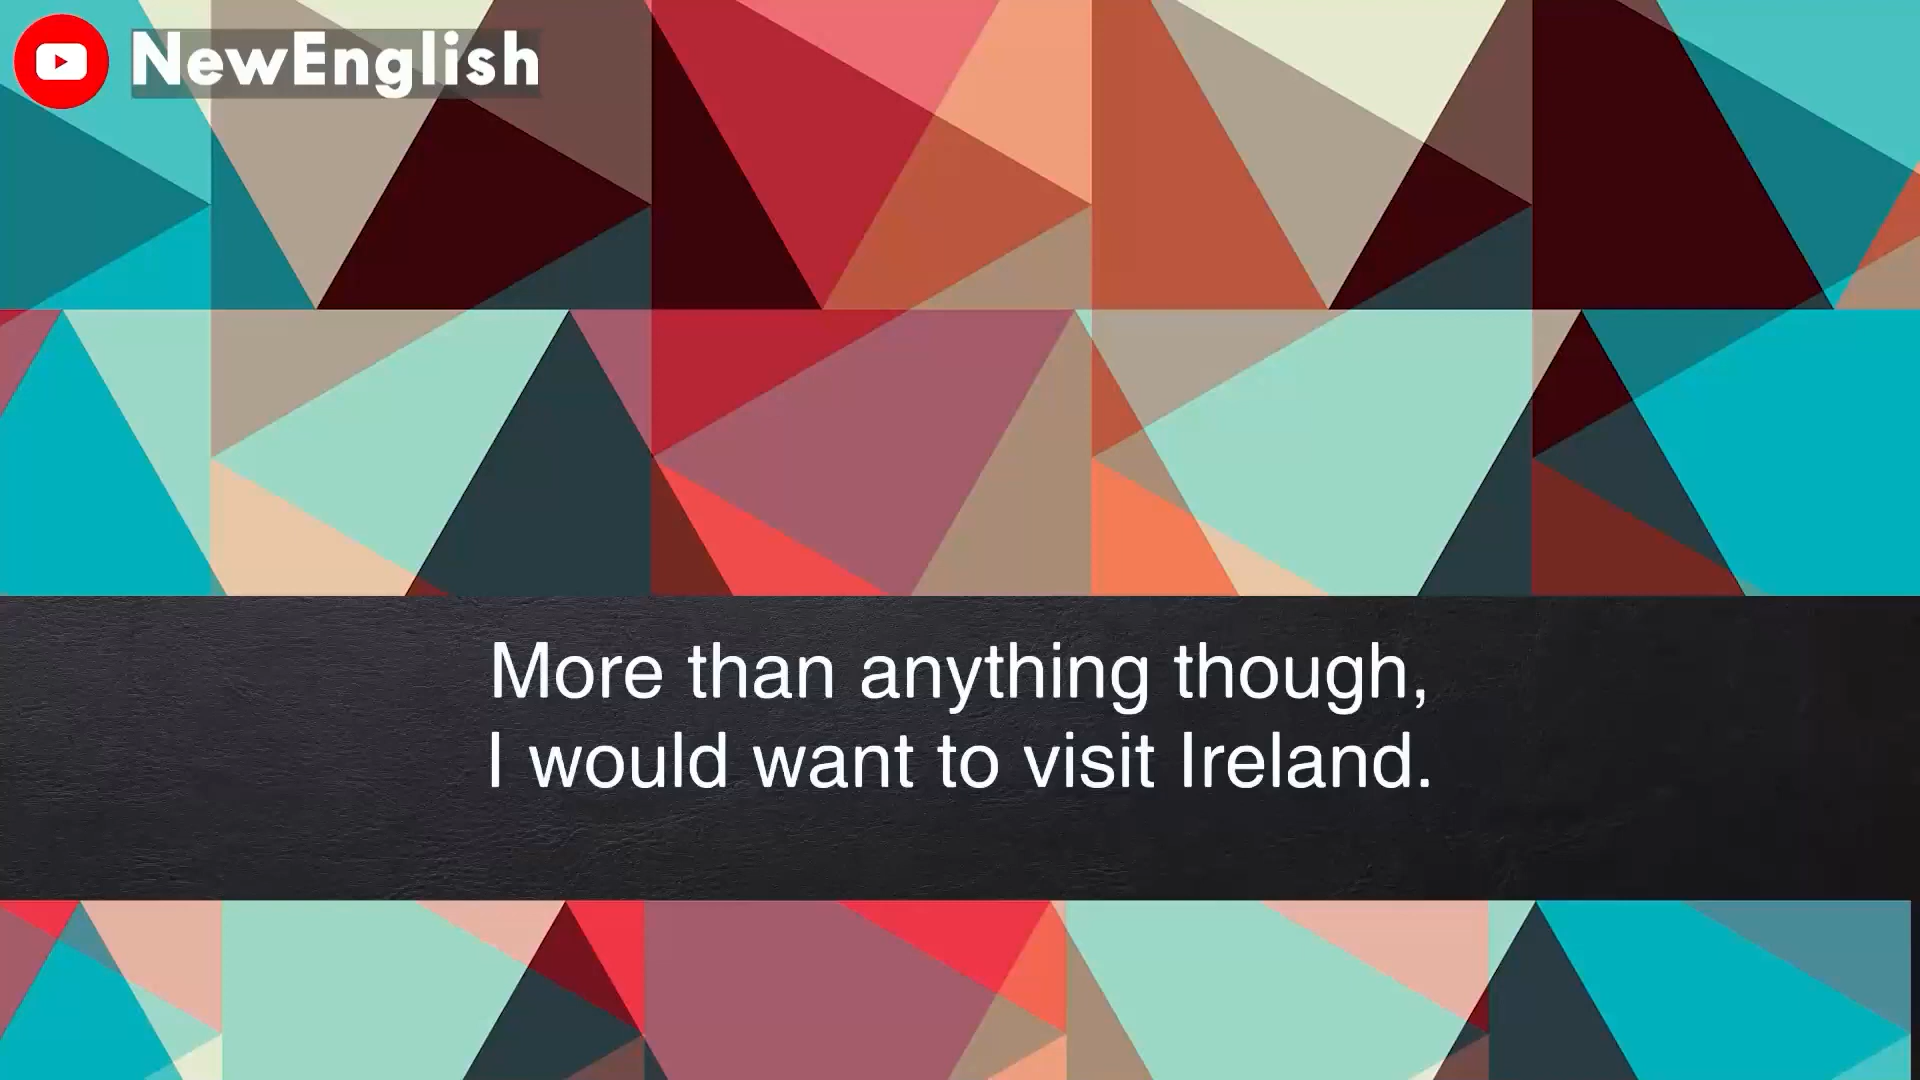 NewEnglish
More than anything though,
I would want to visit Ireland.